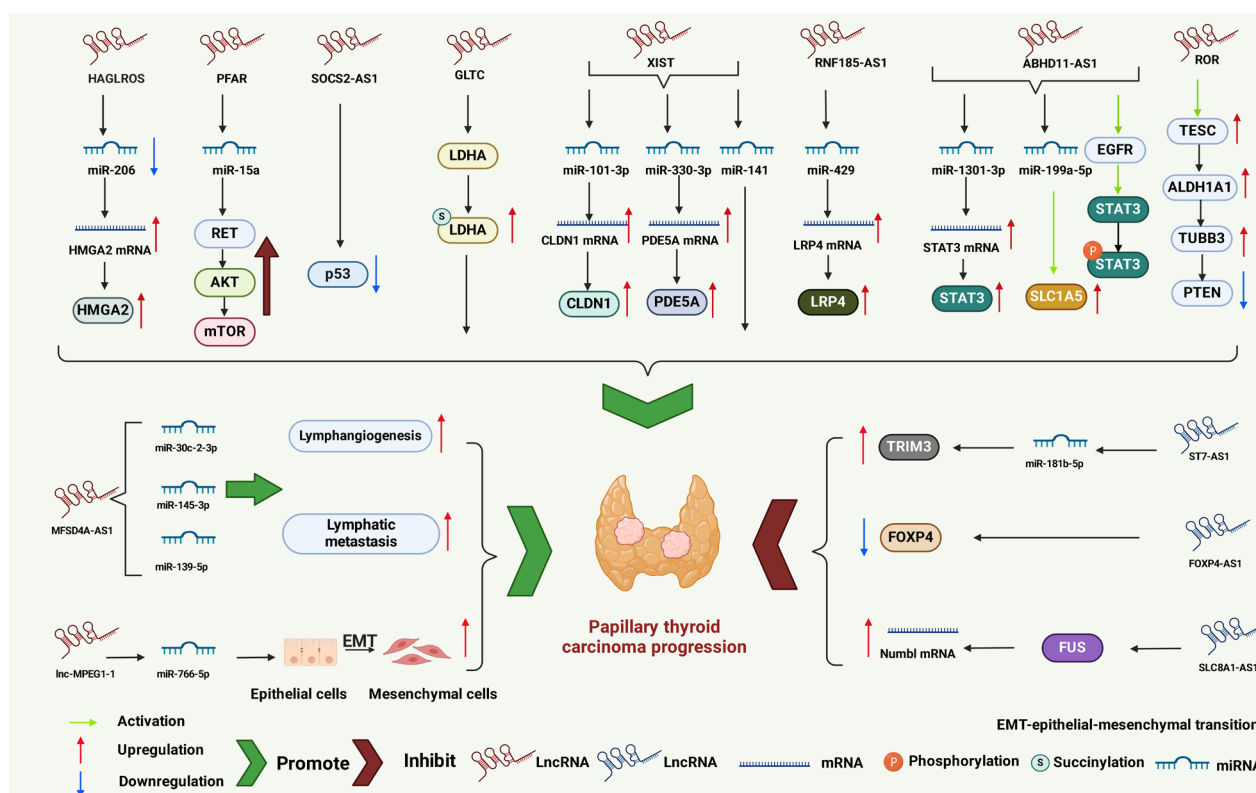 HAGLROS
PFAR
SOCS2-AS1
GLTC
XIST
RNF185-AS1
ABHD11-AS1
ROR
miR-206
miR-15a
LDHA
miR-101-3p
miR-330-3p
miR-141
miR-429
miR-1301-3p
miR-199a-5p
EGFR
TESC
ALDH1A1
HMGA2 mRNA
RET
S
LDHA
CLDN1 mRNA
PDE5A mRNA
LRP4 mRNA
STAT3 mRNA
STAT3
TUBB3
p53
AKT
P
STAT3
HMGA2
mTOR
CLDN1
PDE5A
LRP4
STAT3
SLC1A5
PTEN
miR-30c-2-3p
miR-145-3p
MFSD4A-AS1
miR-139-5p
Lymphangiogenesis
Lymphatic
metastasis
lnc-MPEG1-1
miR-766-5p
EMT
Epithelial cells
Mesenchymal cells
Papillary thyroid
carcinoma progression
TRIM3
miR-181b-5p
ST7-AS1
FOXP4
FOXP4-AS1
Numbl mRNA
FUS
SLC8A1-AS1
EMT-epithelial-mesenchymal transition
Activation
Upregulation
Downregulation
Promote
Inhibit
LncRNA
LncRNA
mRNA
P
Phosphorylation
S
Succinylation
miRNA